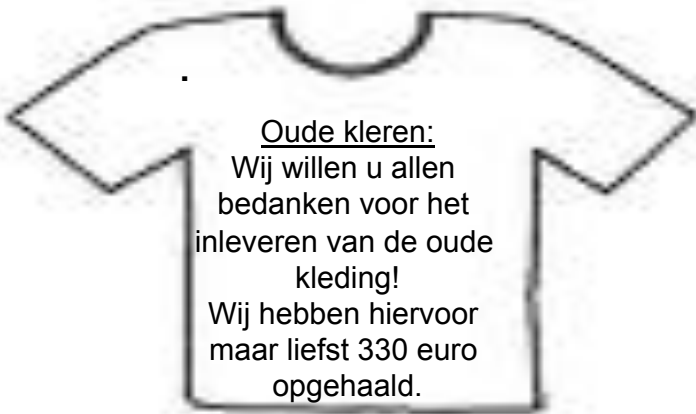 .
Oude kleren:
Wij willen u allen
bedanken voor het
inleveren van de oude
kleding!
Wij hebben hiervoor
maar liefst 330 euro
opgehaald.